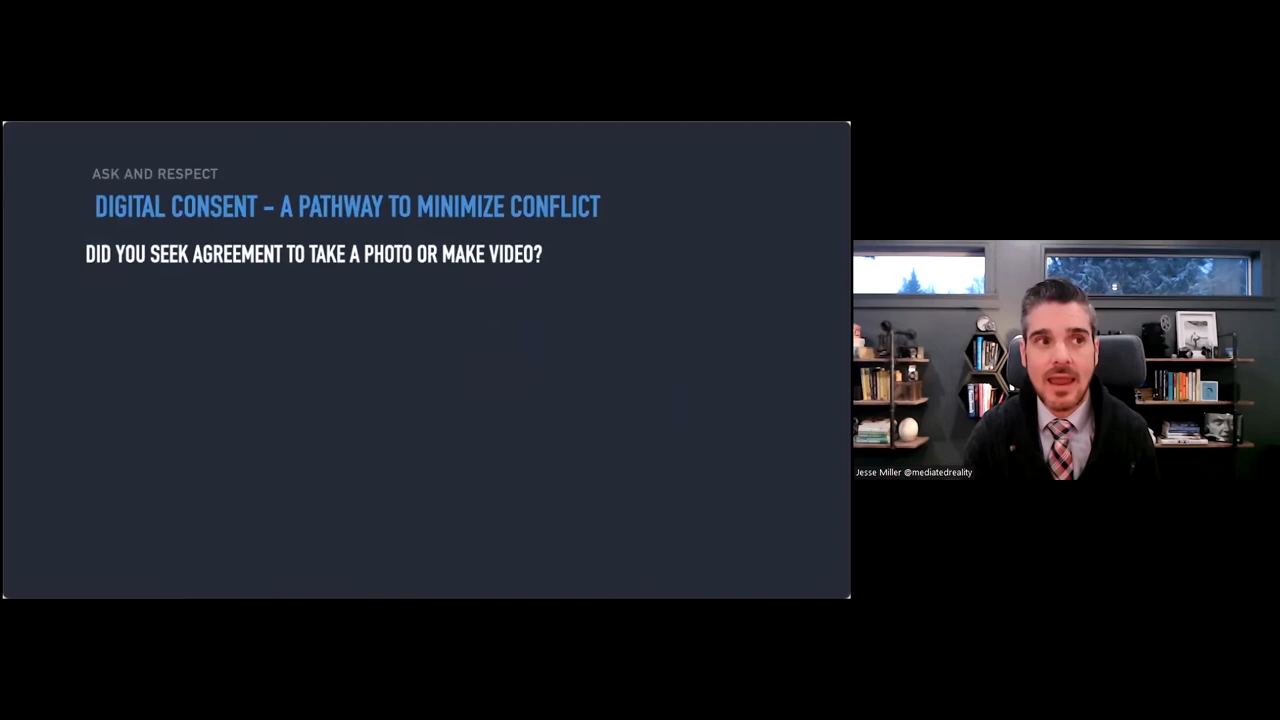 ASK AND RESPECT
DIGITAL CONSENT – A PATHWAY TO MINIMIZE CONFLICT
DID YOU SEEK AGREEMENT TO TAKE A PHOTO OR MAKE VIDEO?
Jesse Miller @mediatedreality